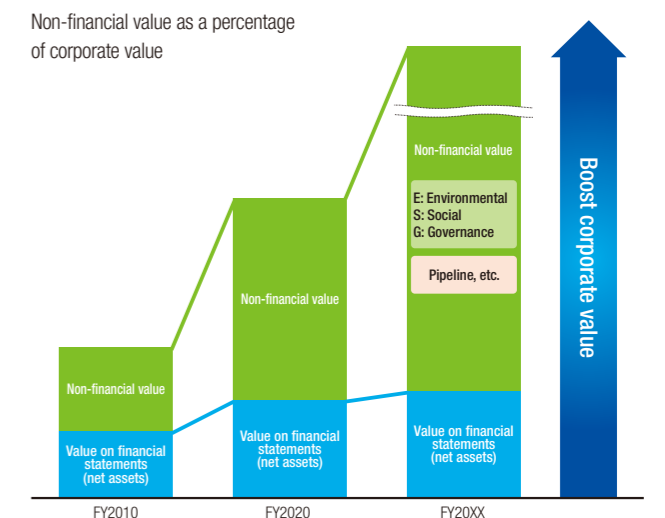 Non-financial value as a percentage
of corporate value
Non-financial value
E: Environmental
S: Social
G: Governance
Pipeline, etc.
Boost corporate value
Non-financial value
Non-financial value
Value on financial
statements
(net assets)
Value on financial
statements
(net assets)
Value on financial
statements
(net assets)
FY2010
FY2020
FY20XX